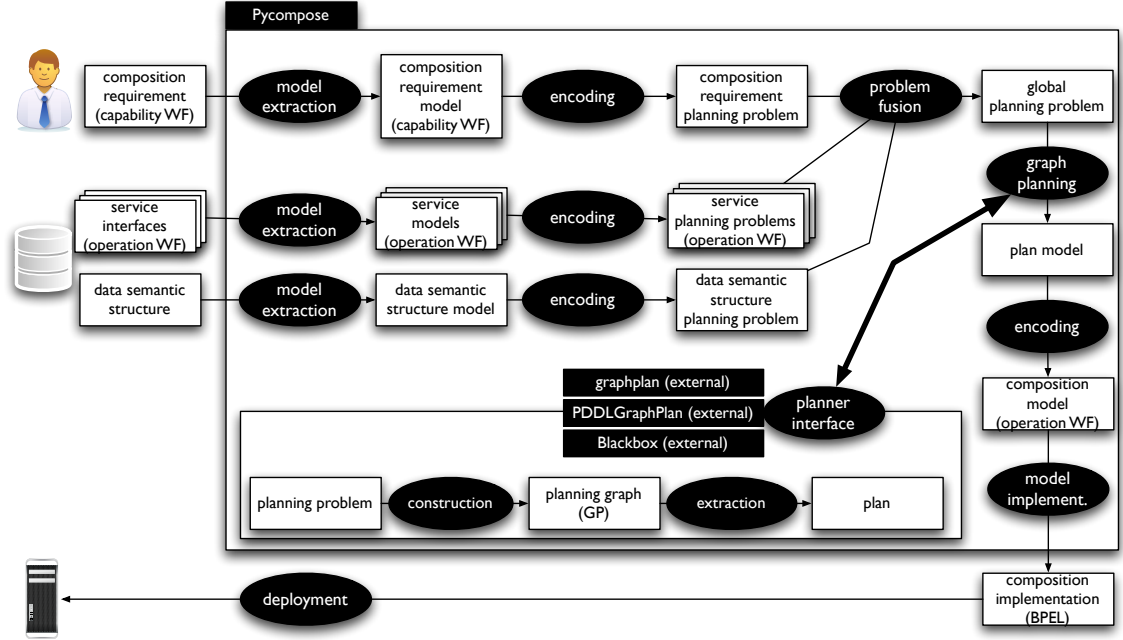 Pycompose
composition
requirement
(capability WF)
model
extraction
composition
requirement
model
(capability WF)
encoding
composition
requirement
planning problem
problem
fusion
global
planning problem
graph
planning
service
interfaces
(operation WF)
model
extraction
service
models
(operation WF)
encoding
service
planning problems
(operation WF)
plan model
data semantic
structure
model
extraction
data semantic
structure model
encoding
data semantic
structure
planning problem
encoding
graphplan (external)
PDDLGraphPlan (external)
Blackbox (external)
planner
interface
composition
model
(operation WF)
planning problem
construction
planning graph
(GP)
extraction
plan
model
implement.
deployment
composition
implementation
(BPEL)